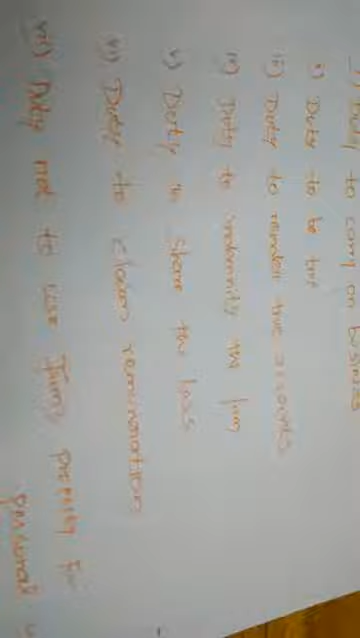 Duty to carry on business
Duty to be true
iii) Duty to render true accounts
iv) Duty to indemnify the firm
v) Duty to share the loss
vi) Duty to claim remuneration
vii) Duty not to use firm's property for
personal